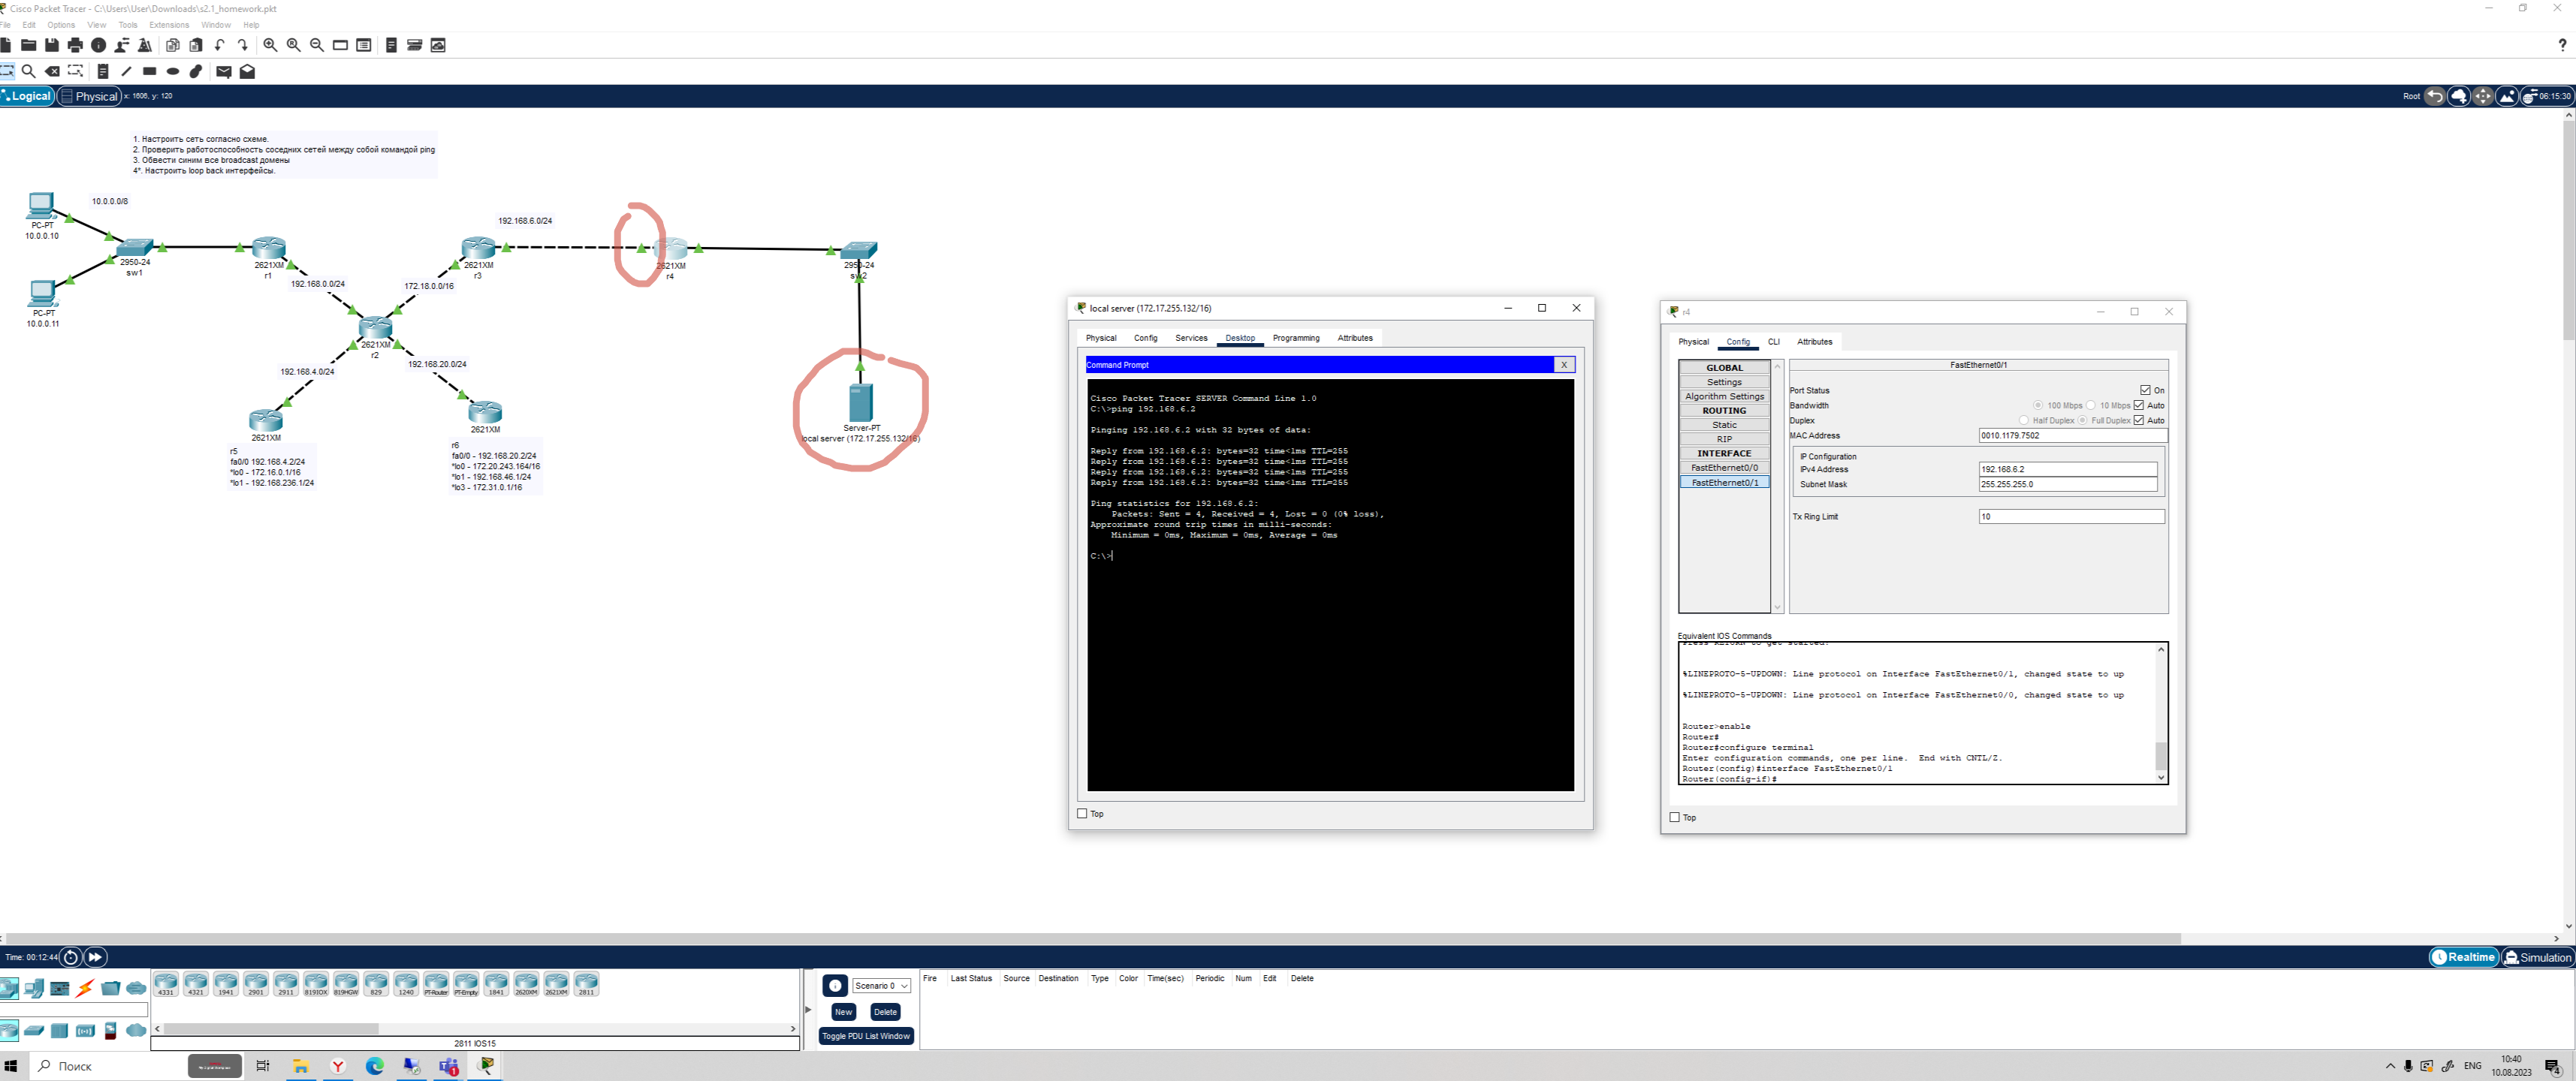 Cisco Packet Tracer - C:\Users\User\Downloads\s2.1_homework.pkt
File Edit Options View Tools Extensions Window Help
Logical Physical x: 1606, y: 120
Root 06:15:30
1. Настроить сеть согласно схеме.
2. Проверить работоспособность соседних сетей между собой командой ping
3. Обвести синим все broadcast домены
4*. Настроить loop back интерфейсы.
10.0.0.0/8
PC-PT
10.0.0.10
2950-24
sw1
PC-PT
10.0.0.11
2621XM
r1
192.168.0.0/24
2621XM
r3
172.18.0.0/16
192.168.6.0/24
2621XM
r4
2950-24
sw2
2621XM
r2
192.168.4.0/24
192.168.20.0/24
2621XM
r5
fa0/0 192.168.4.2/24
*lo0 - 172.16.0.1/16
*lo1 - 192.168.236.1/24
2621XM
r6
fa0/0 - 192.168.20.2/24
*lo0 - 172.20.243.164/16
*lo1 - 192.168.46.1/24
*lo3 - 172.31.0.1/16
Server-PT
local server (172.17.255.132/16)
local server (172.17.255.132/16)
Physical Config Services Desktop Programming Attributes
Command Prompt X
Cisco Packet Tracer SERVER Command Line 1.0
C:\>ping 192.168.6.2
Pinging 192.168.6.2 with 32 bytes of data:
Reply from 192.168.6.2: bytes=32 time<1ms TTL=255
Reply from 192.168.6.2: bytes=32 time<1ms TTL=255
Reply from 192.168.6.2: bytes=32 time<1ms TTL=255
Reply from 192.168.6.2: bytes=32 time<1ms TTL=255
Ping statistics for 192.168.6.2:
Packets: Sent = 4, Received = 4, Lost = 0 (0% loss),
Approximate round trip times in milli-seconds:
Minimum = 0ms, Maximum = 0ms, Average = 0ms
C:\>
Top
r4
Physical Config CLI Attributes
GLOBAL
Settings
Algorithm Settings
ROUTING
Static
RIP
INTERFACE
FastEthernet0/0
FastEthernet0/1
FastEthernet0/1
Port Status On
Bandwidth 100 Mbps 10 Mbps Auto
Duplex Half Duplex Full Duplex Auto
MAC Address 0010.1179.7502
IP Configuration
IPv4 Address 192.168.6.2
Subnet Mask 255.255.255.0
Tx Ring Limit 10
Equivalent IOS Commands
Press RETURN to get started!
%LINEPROTO-5-UPDOWN: Line protocol on Interface FastEthernet0/1, changed state to up
%LINEPROTO-5-UPDOWN: Line protocol on Interface FastEthernet0/0, changed state to up
Router>enable
Router#
Router#configure terminal
Enter configuration commands, one per line. End with CNTL/Z.
Router(config)#interface FastEthernet0/1
Router(config-if)#
Top
Time: 00:12:44
Realtime Simulation
4331 4321 1941 2901 2911 819IOX 819HGW 829 1240 PT-Router PT-Empty 1841 2620XM 2621XM 2811
2811 IOS15
Scenario 0
New Delete
Toggle PDU List Window
Fire Last Status Source Destination Type Color Time(sec) Periodic Num Edit Delete
Поиск
ENG
10:40
10.08.2023
4